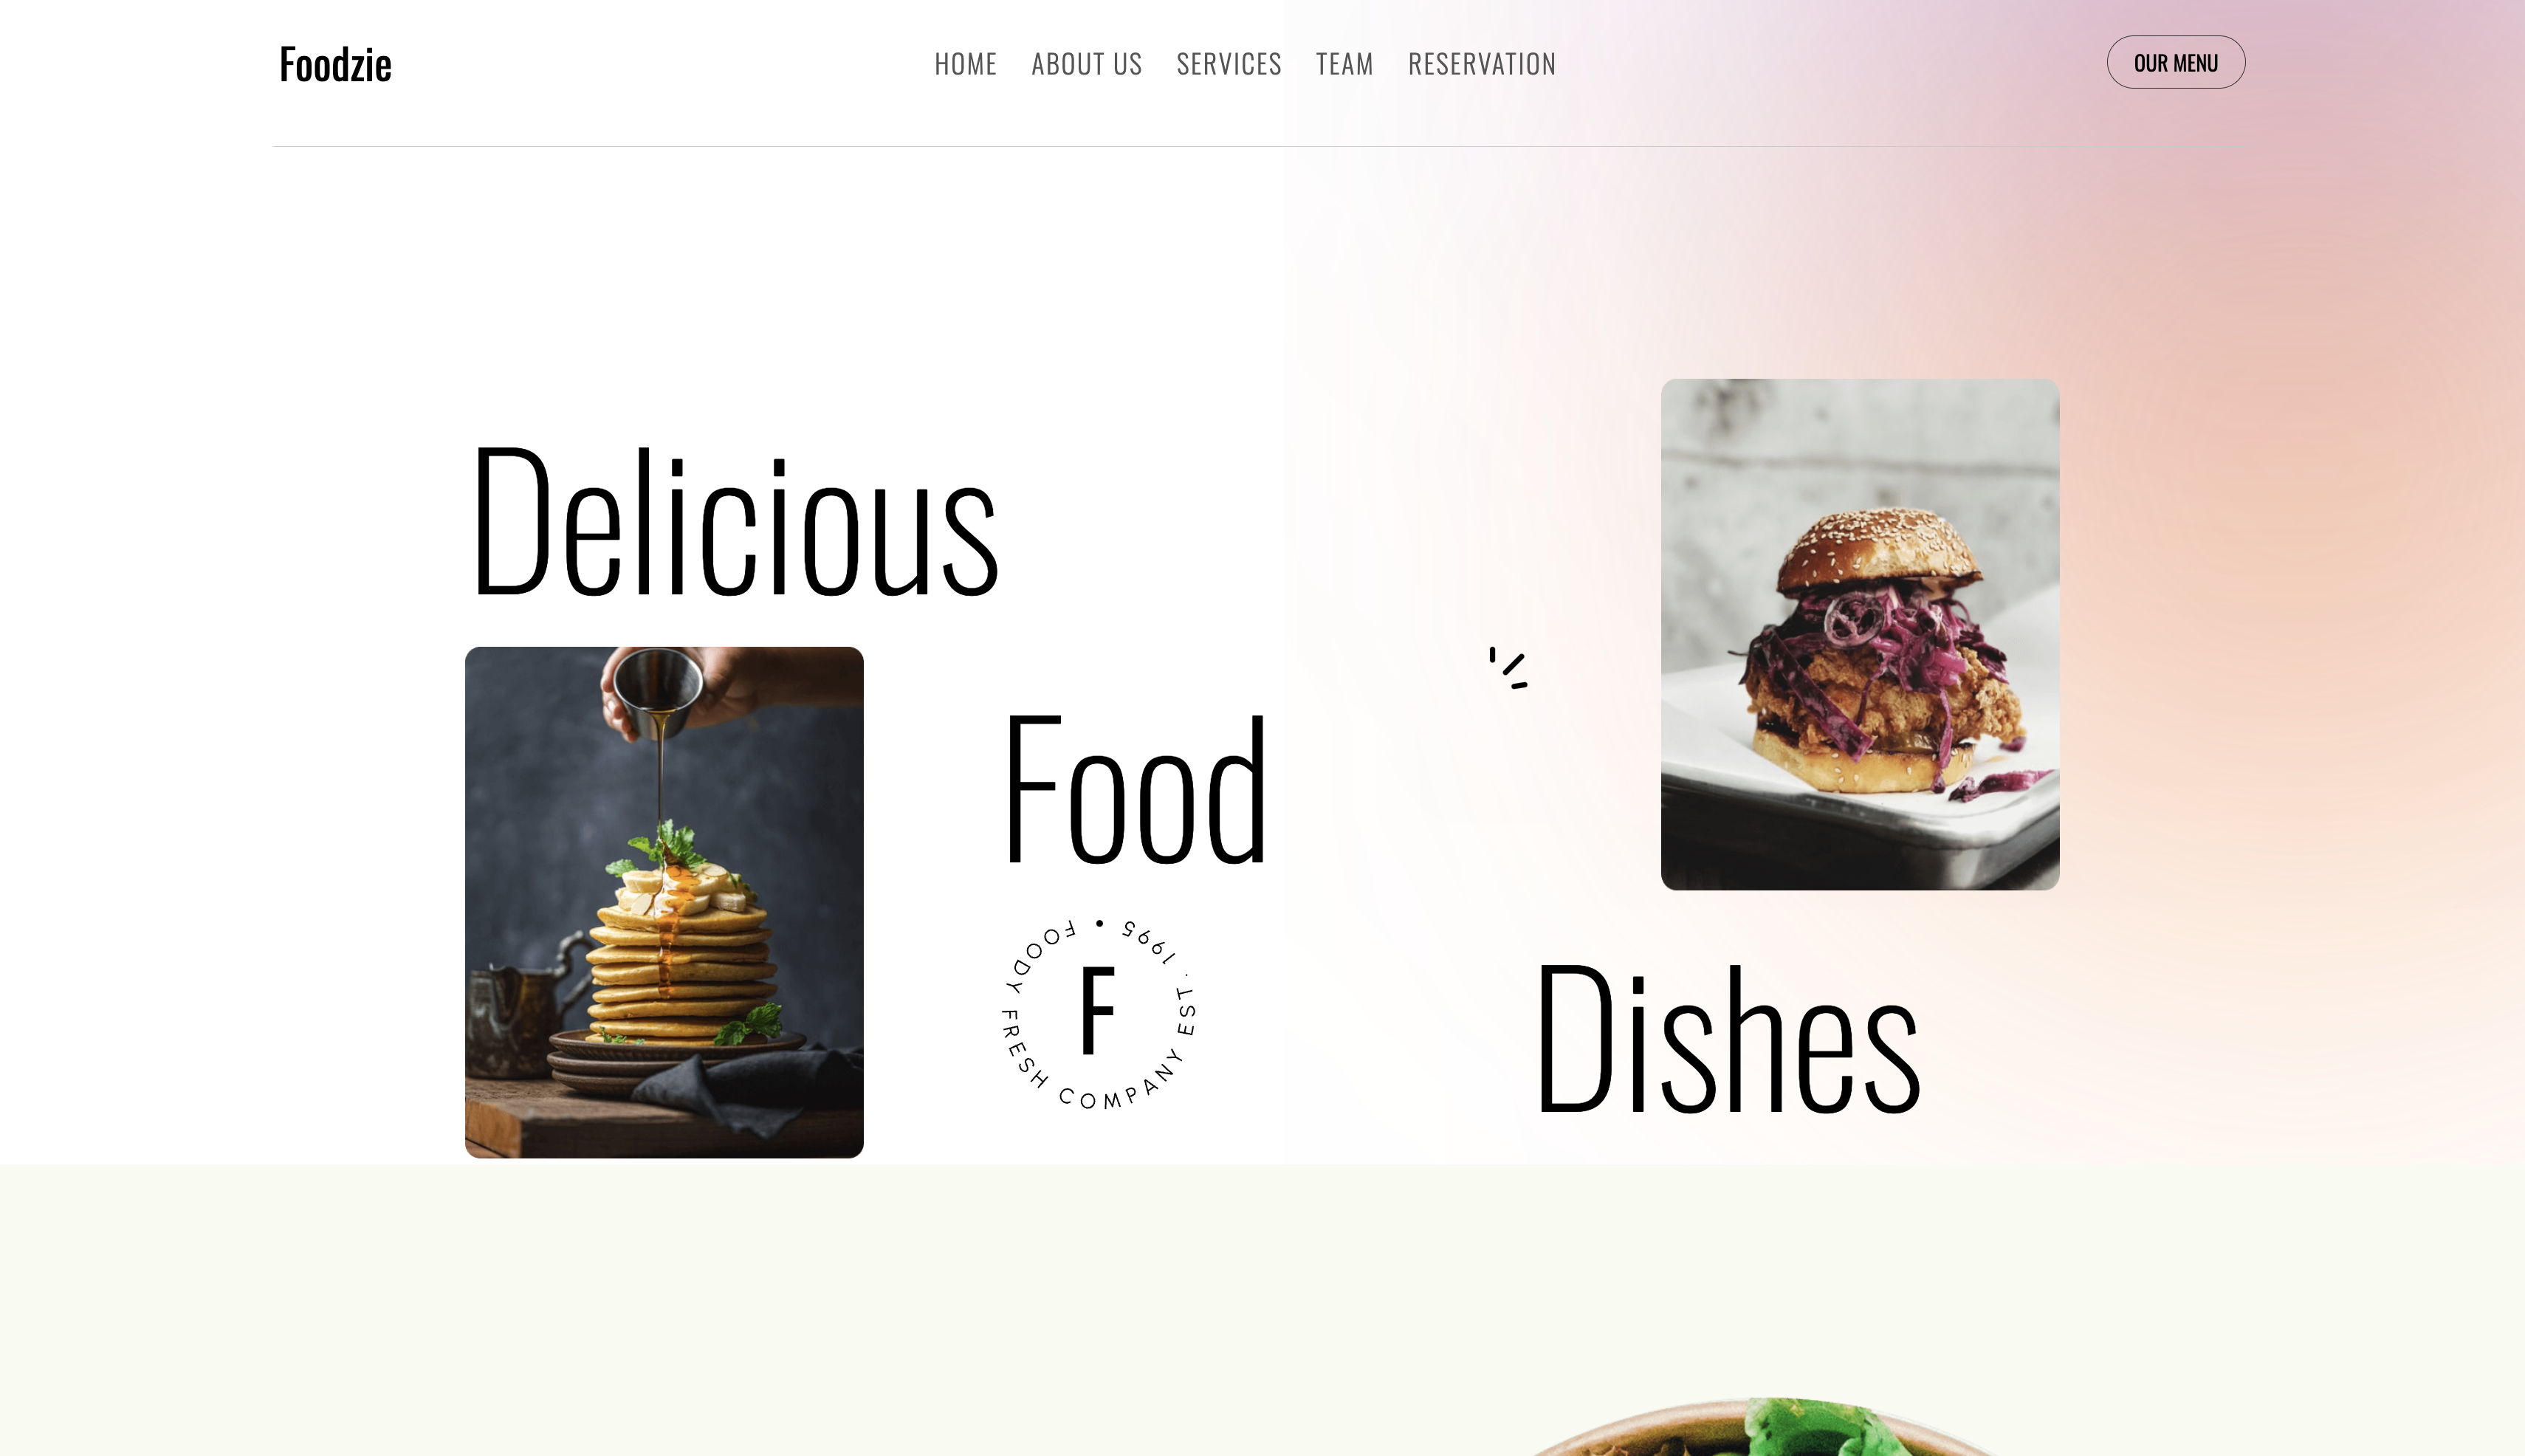 Foodzie
HOME ABOUT US SERVICES TEAM RESERVATION
OUR MENU
Delicious
Food
FOODY FRESH COMPANY EST . 1995 •
F
Dishes